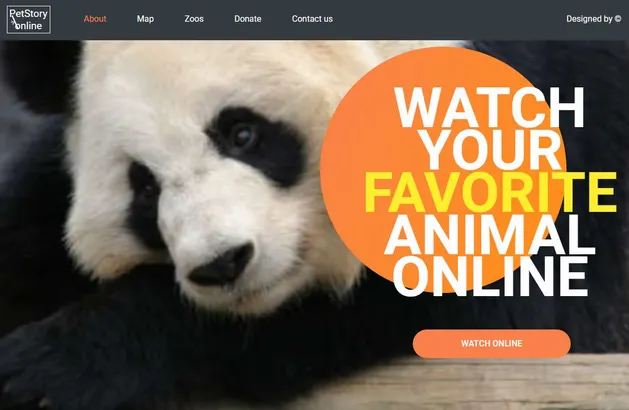 PetStory
online
About
Map
Zoos
Donate
Contact us
Designed by ©
WATCH
YOUR
FAVORITE
ANIMAL
ONLINE
WATCH ONLINE